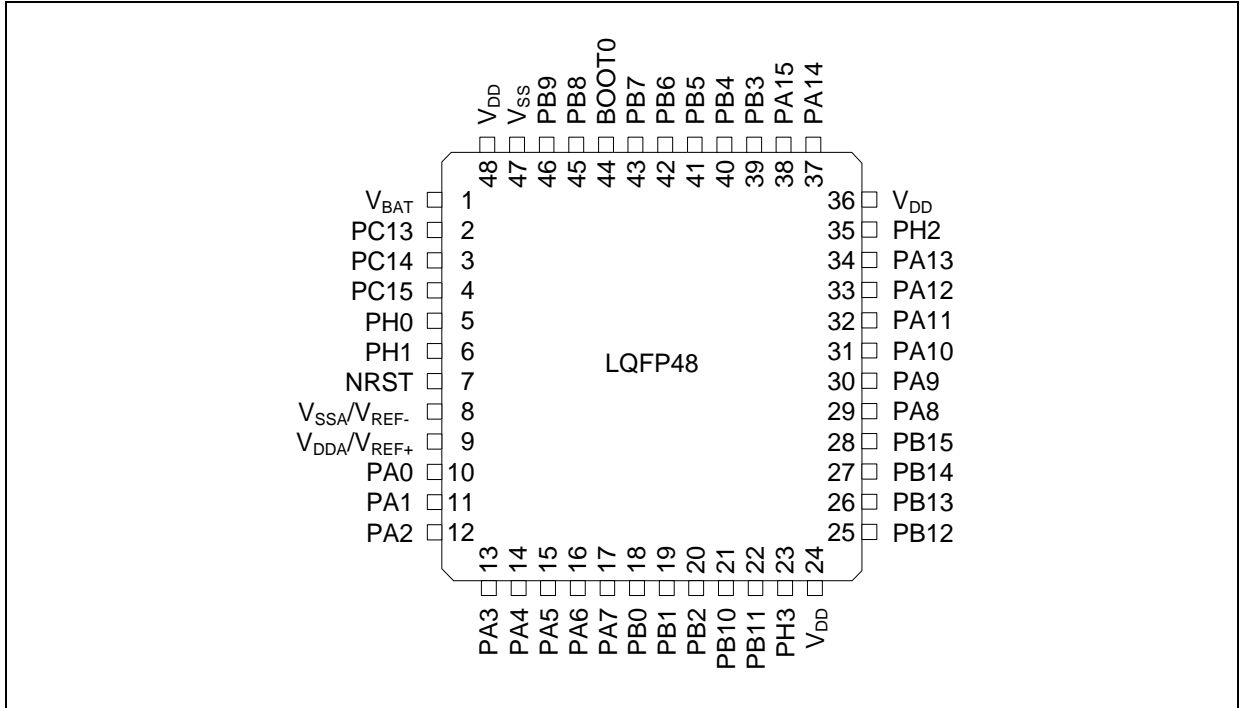 VDD
VSS
PB9
PB8
BOOT0
PB7
PB6
PB5
PB4
PB3
PA15
PA14
48
47
46
45
44
43
42
41
40
39
38
37
VBAT 1
PC13 2
PC14 3
PC15 4
PH0 5
PH1 6
NRST 7
VSSA/VREF- 8
VDDA/VREF+ 9
PA0 10
PA1 11
PA2 12
LQFP48
36 VDD
35 PH2
34 PA13
33 PA12
32 PA11
31 PA10
30 PA9
29 PA8
28 PB15
27 PB14
26 PB13
25 PB12
13
14
15
16
17
18
19
20
21
22
23
24
PA3
PA4
PA5
PA6
PA7
PB0
PB1
PB2
PB10
PB11
PH3
VDD